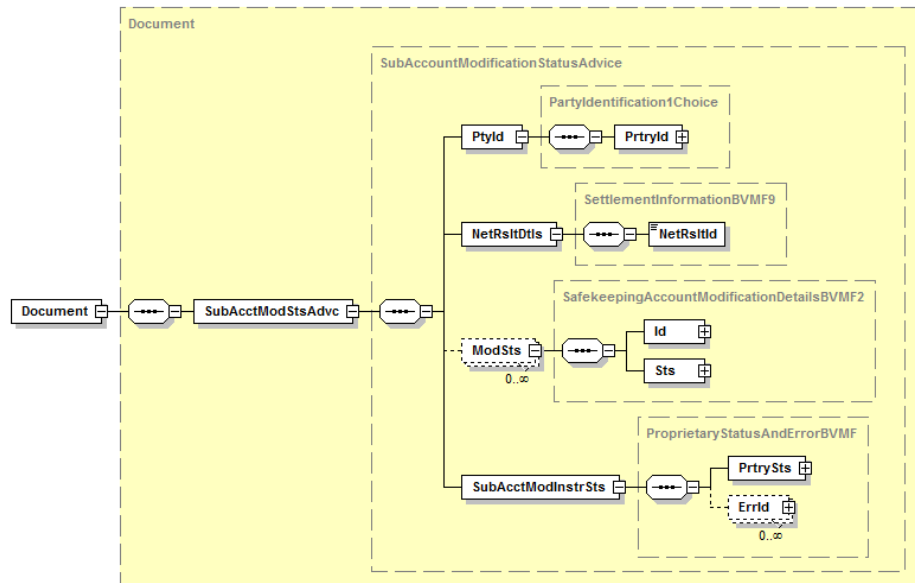 Document
SubAccountModificationStatusAdvice
PartyIdentification1Choice
PtyId
PrtryId
SettlementInformationBVMF9
NetRsltDtls
NetRsltId
SafekeepingAccountModificationDetailsBVMF2
Document
SubAcctModStsAdvc
ModSts
0..∞
Id
Sts
ProprietaryStatusAndErrorBVMF
SubAcctModInstrSts
PrtrySts
ErrId
0..∞